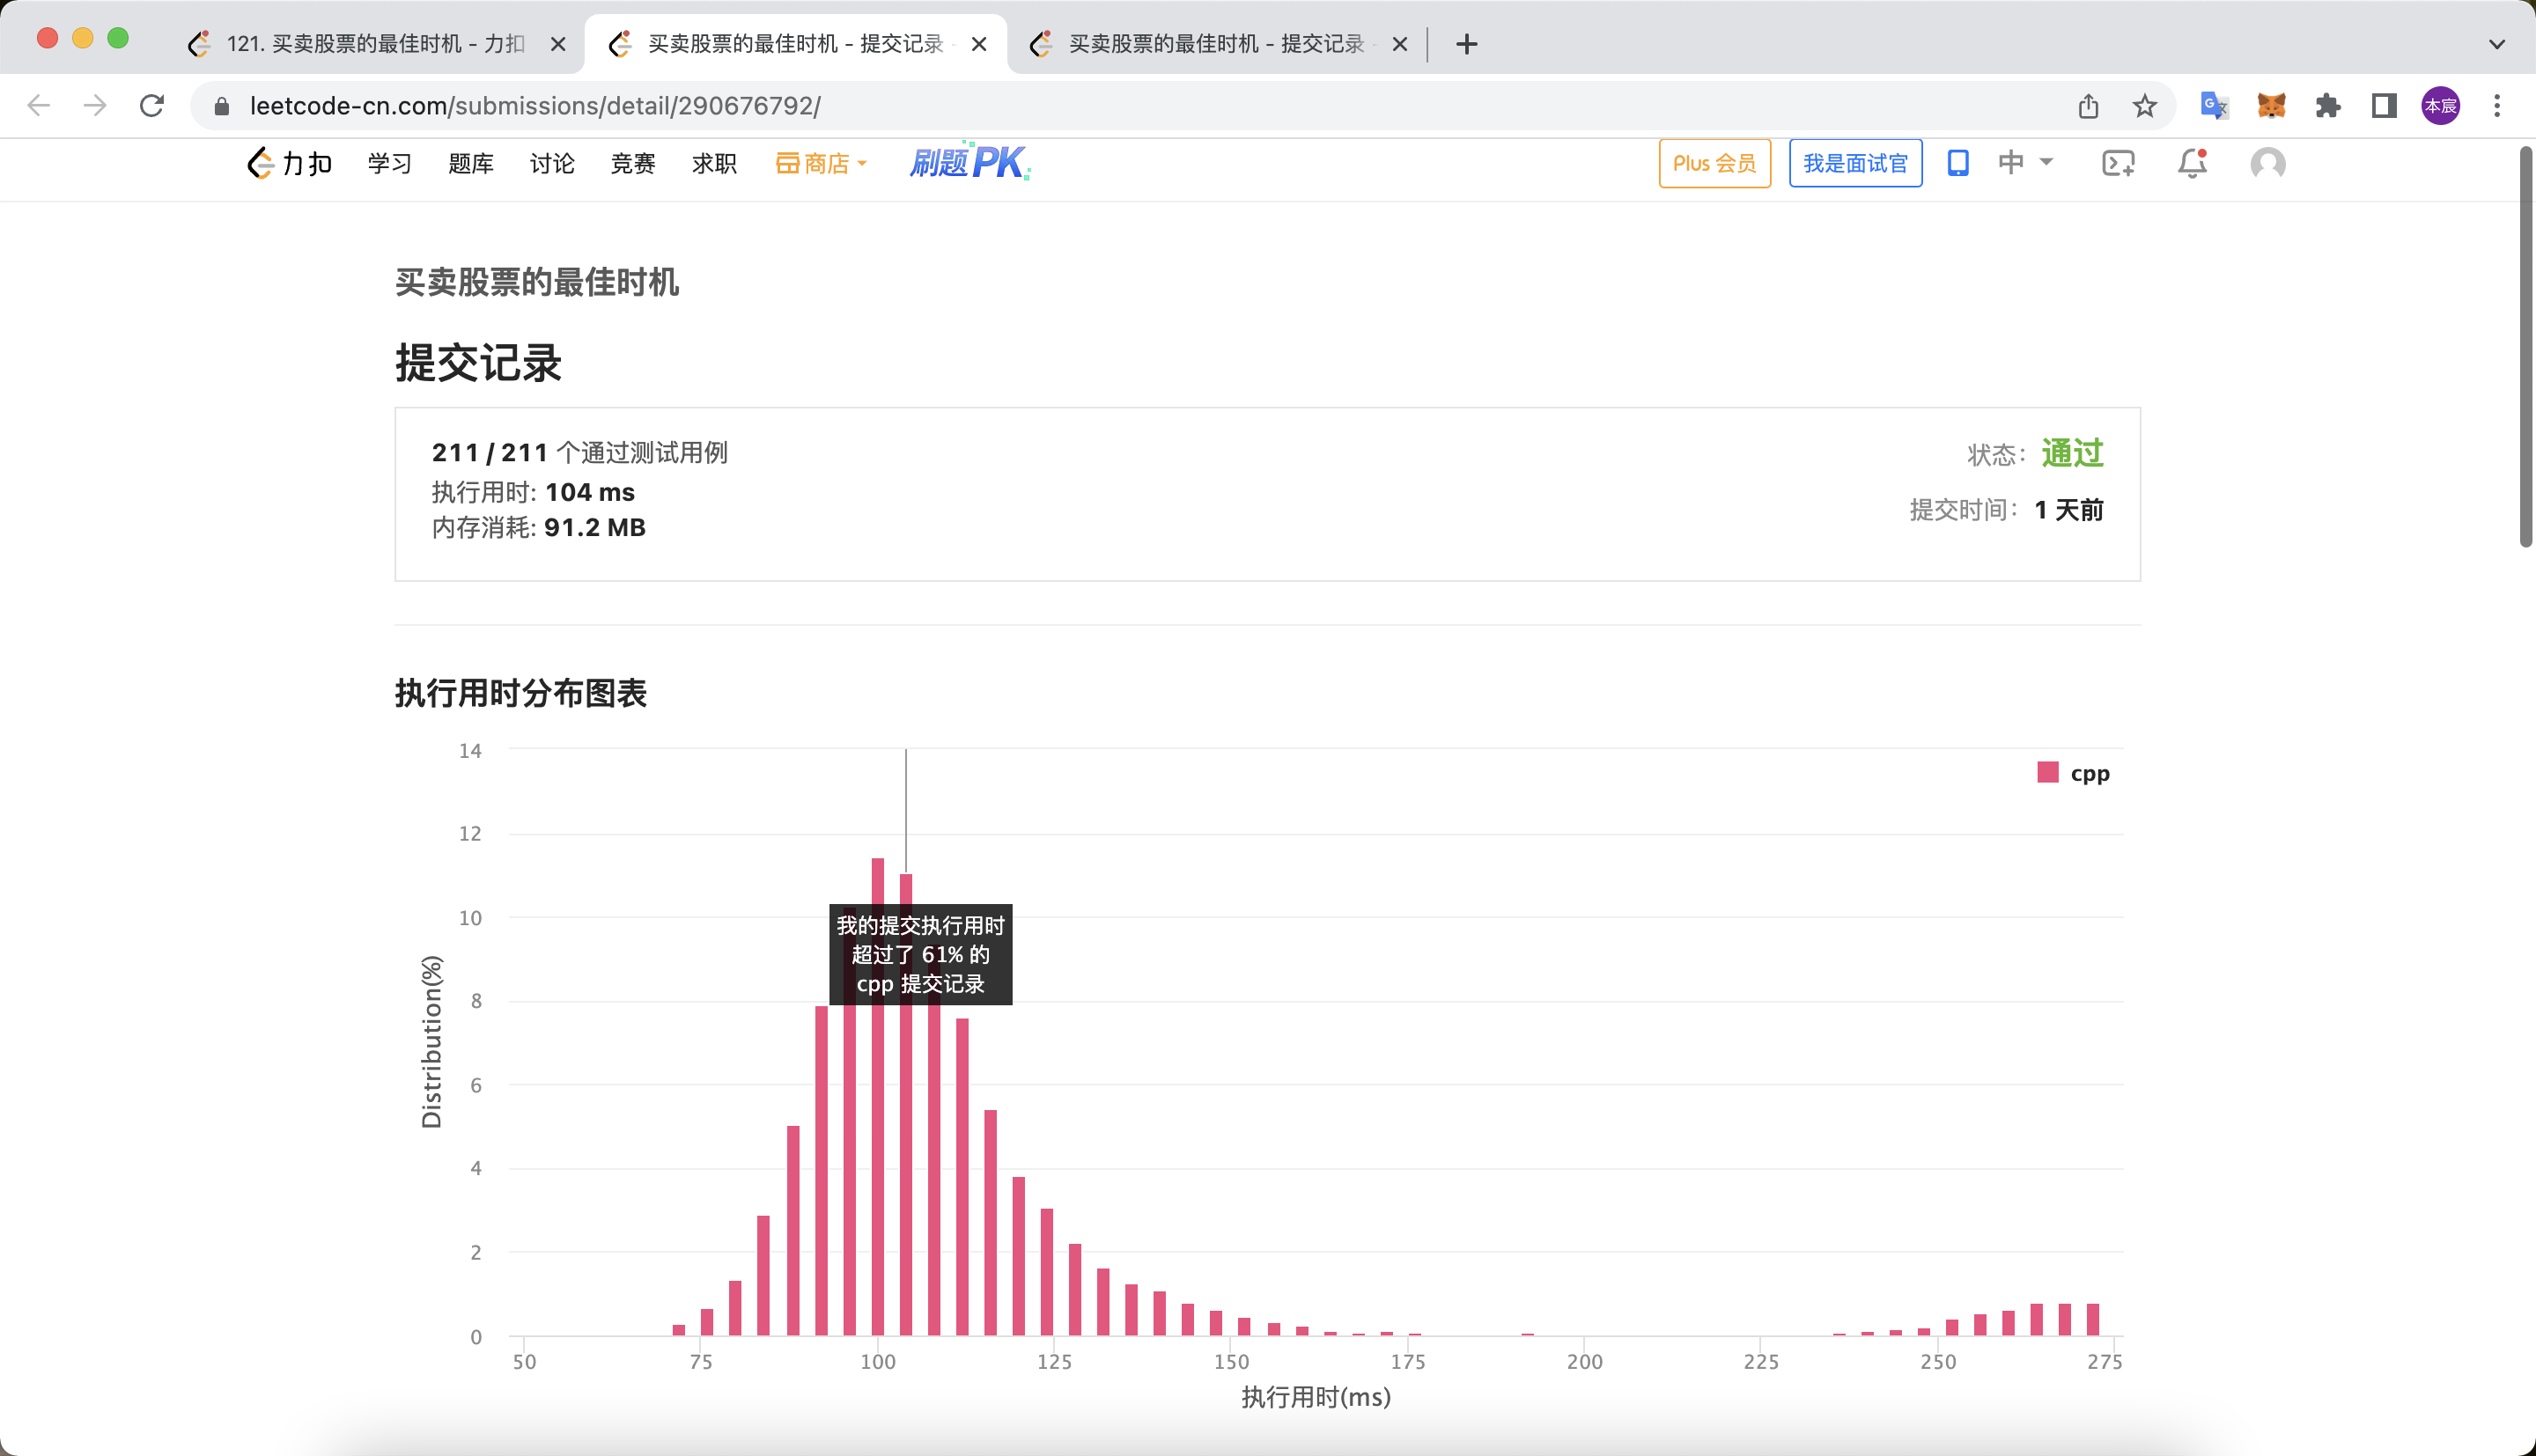 121. 买卖股票的最佳时机 - 力扣
买卖股票的最佳时机 - 提交记录 -
买卖股票的最佳时机 - 提交记录 -
leetcode-cn.com/submissions/detail/290676792/
本宸
力扣 学习 题库 讨论 竞赛 求职 商店 刷题PK Plus 会员 我是面试官 中
买卖股票的最佳时机
提交记录
211 / 211 个通过测试用例
状态：通过
执行用时: 104 ms
提交时间：1 天前
内存消耗: 91.2 MB
执行用时分布图表
cpp
14
12
10
8
6
4
2
0
Distribution(%)
我的提交执行用时
超过了 61% 的
cpp 提交记录
50 75 100 125 150 175 200 225 250 275
执行用时(ms)